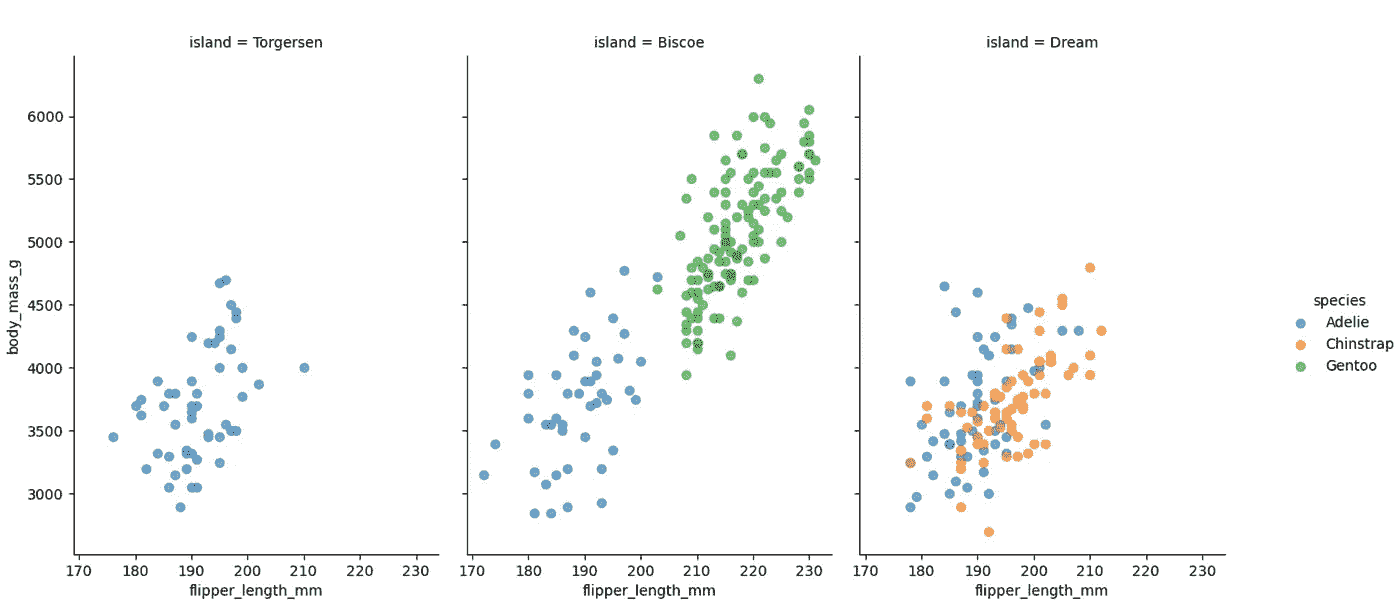 island = Torgersen
island = Biscoe
island = Dream
body_mass_g
6000
5500
5000
4500
4000
3500
3000
170 180 190 200 210 220 230
170 180 190 200 210 220 230
170 180 190 200 210 220 230
flipper_length_mm
flipper_length_mm
flipper_length_mm
species
Adelie
Chinstrap
Gentoo